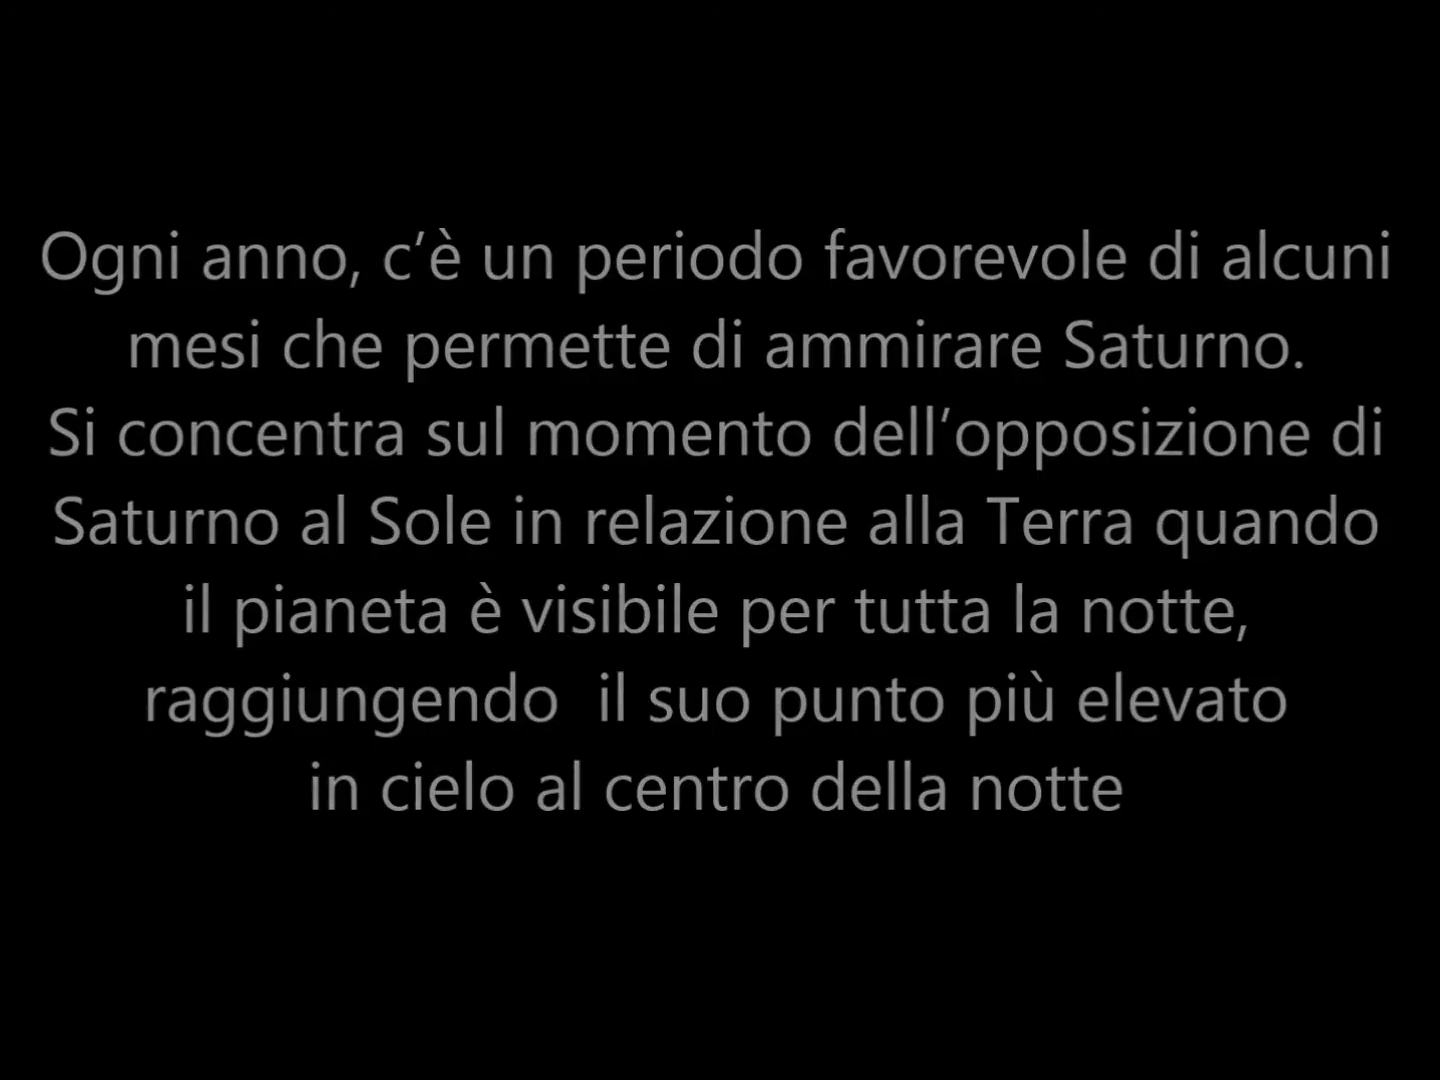 Ogni anno, c’è un periodo favorevole di alcuni
mesi che permette di ammirare Saturno.
Si concentra sul momento dell’opposizione di
Saturno al Sole in relazione alla Terra quando
il pianeta è visibile per tutta la notte,
raggiungendo  il suo punto più elevato
in cielo al centro della notte